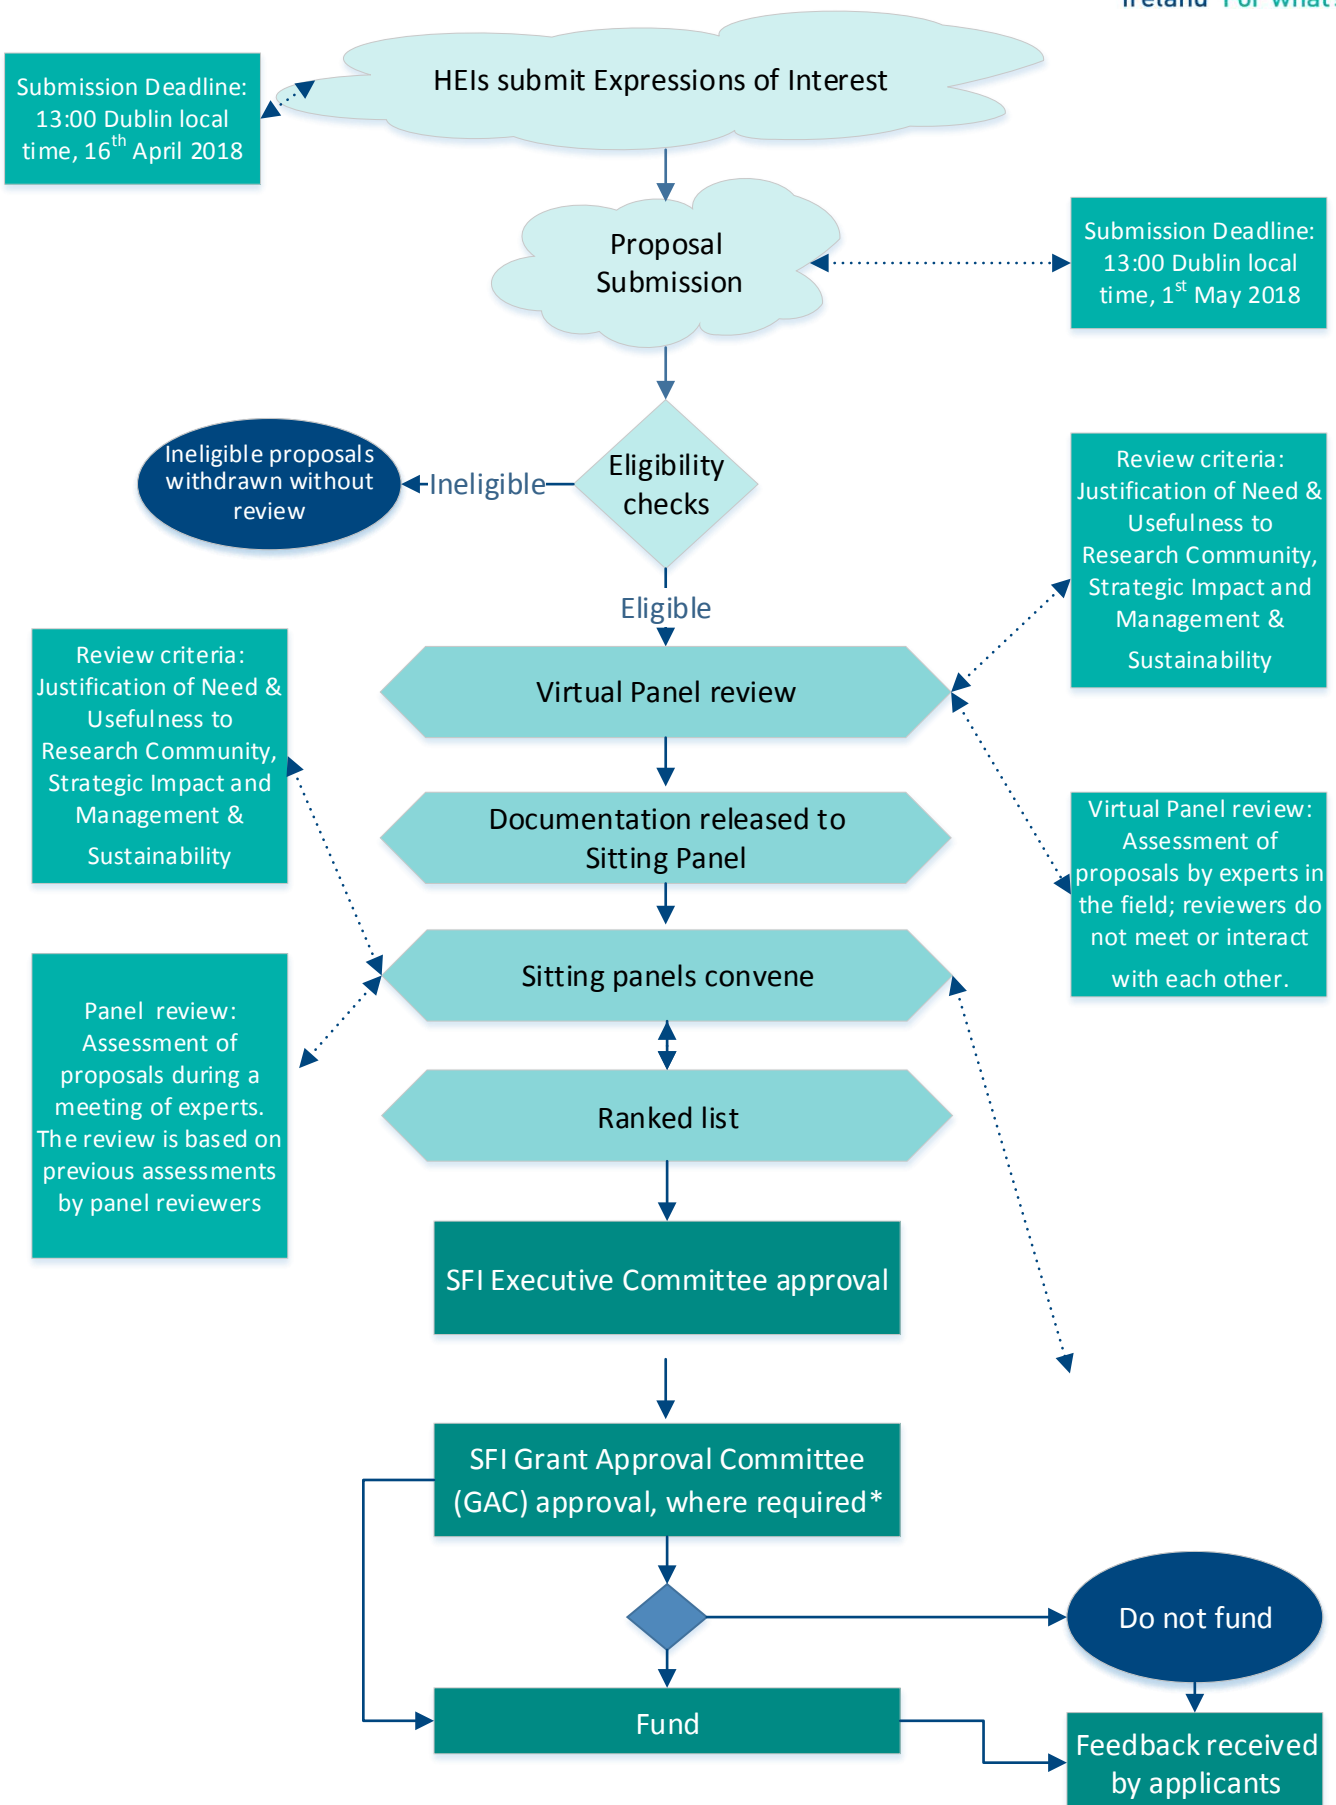 Ireland For what
HEIs submit Expressions of Interest
Submission Deadline:
13:00 Dublin local
time, 16th April 2018
Proposal
Submission
Submission Deadline:
13:00 Dublin local
time, 1st May 2018
Eligibility
checks
Ineligible
Ineligible proposals
withdrawn without
review
Eligible
Review criteria:
Justification of Need &
Usefulness to
Research Community,
Strategic Impact and
Management &
Sustainability
Virtual Panel review
Review criteria:
Justification of Need &
Usefulness to
Research Community,
Strategic Impact and
Management &
Sustainability
Documentation released to
Sitting Panel
Virtual Panel review:
Assessment of
proposals by experts in
the field; reviewers do
not meet or interact
with each other.
Sitting panels convene
Panel review:
Assessment of
proposals during a
meeting of experts.
The review is based on
previous assessments
by panel reviewers
Ranked list
SFI Executive Committee approval
SFI Grant Approval Committee
(GAC) approval, where required*
Do not fund
Fund
Feedback received
by applicants